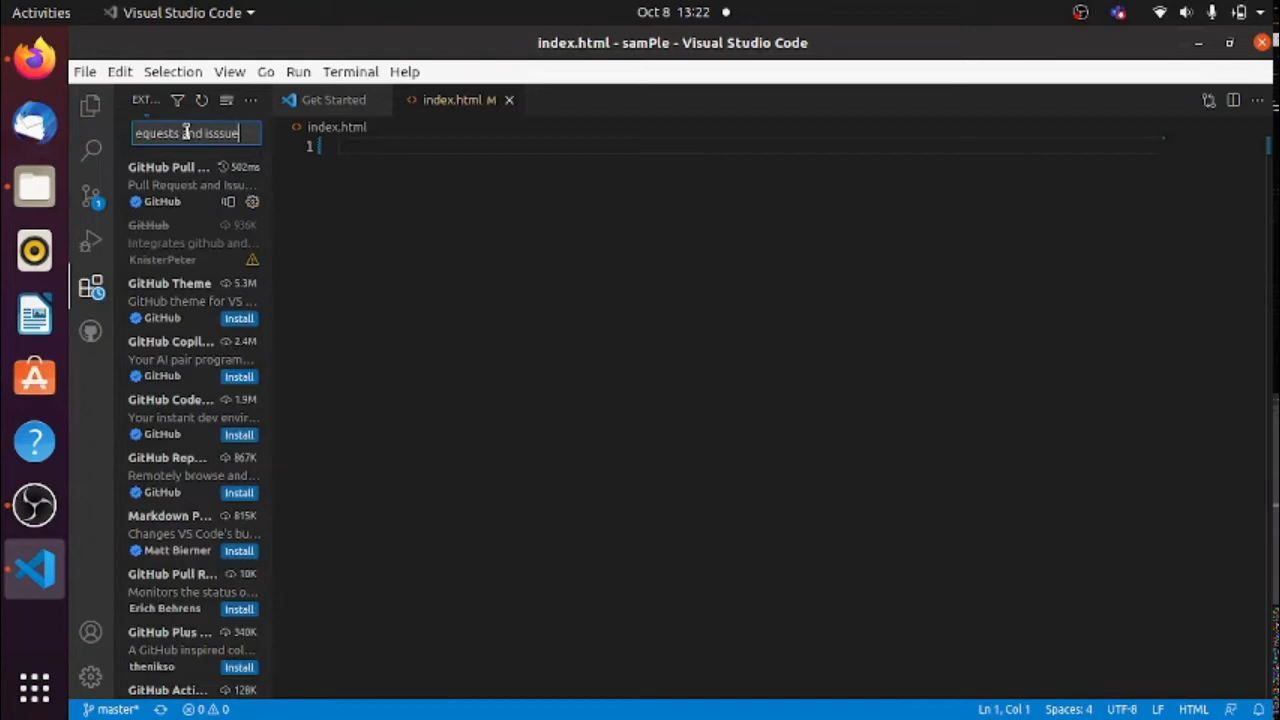 Activities
Visual Studio Code
Oct 8 13:22
index.html - samPle - Visual Studio Code
File Edit Selection View Go Run Terminal Help
EXT...
Get Started
index.html M
equests and isssue
index.html
1
GitHub Pull ... 502ms
Pull Request and Issu...
GitHub
1
GitHub 936K
Integrates github and...
KnisterPeter
GitHub Theme 5.3M
GitHub theme for VS ...
GitHub Install
GitHub Copil... 2.4M
Your AI pair program...
GitHub Install
GitHub Code... 1.9M
Your instant dev envir...
GitHub Install
GitHub Rep... 867K
Remotely browse and...
GitHub Install
Markdown P... 815K
Changes VS Code's bu...
Matt Bierner Install
GitHub Pull R... 10K
Monitors the status o...
Erich Behrens Install
GitHub Plus ... 340K
A GitHub inspired col...
thenikso Install
GitHub Acti... 128K
master* 0 0 Ln 1, Col 1 Spaces: 4 UTF-8 LF HTML